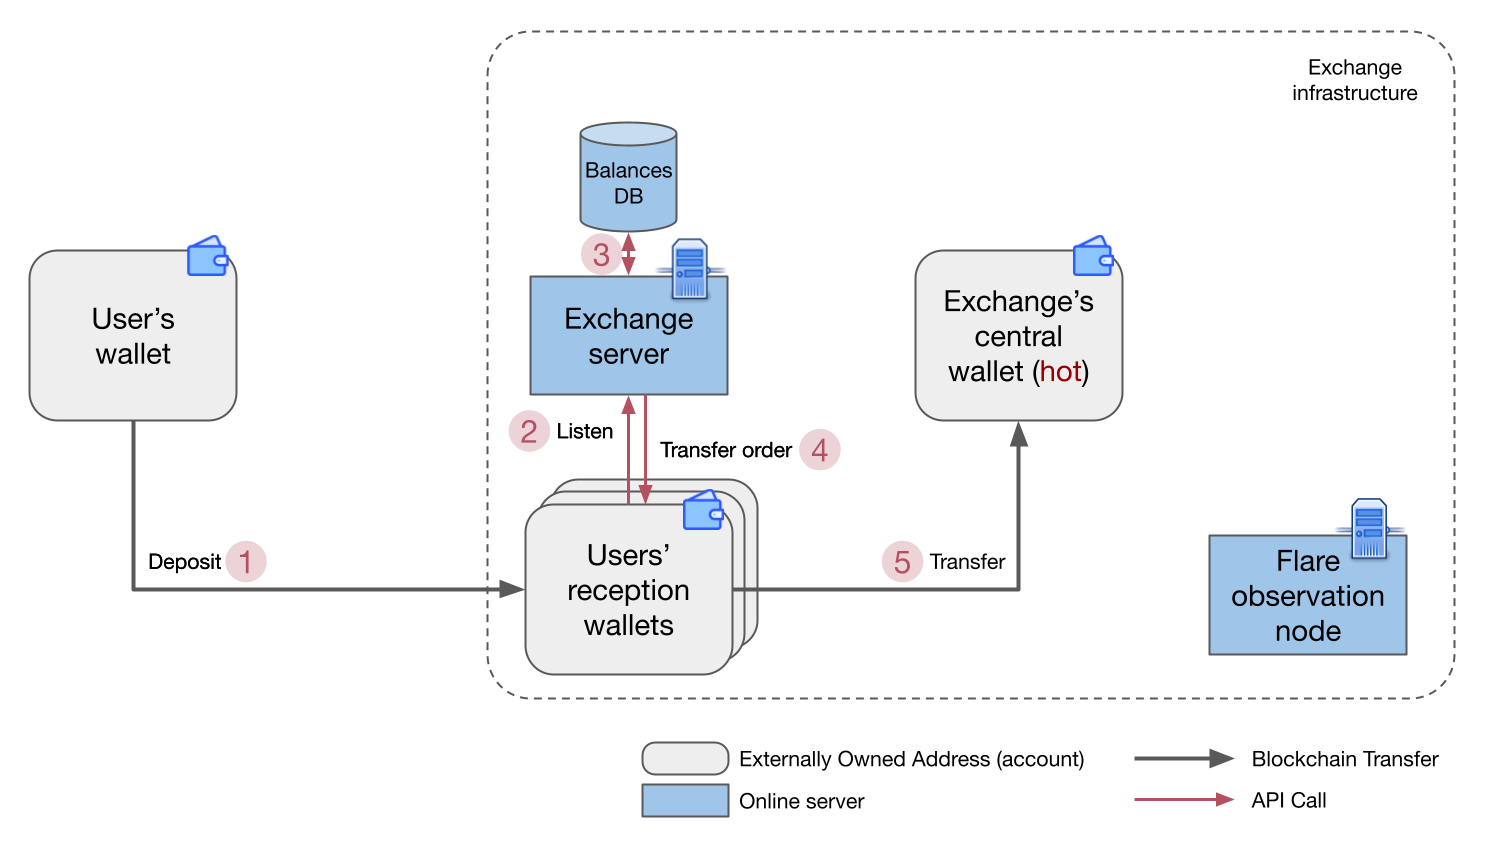 Exchange
infrastructure
Balances
DB
3
User’s
wallet
Exchange
server
Exchange’s
central
wallet (hot)
2 Listen
Transfer order 4
Deposit 1
Users’
reception
wallets
5 Transfer
Flare
observation
node
Externally Owned Address (account)
Blockchain Transfer
Online server
API Call